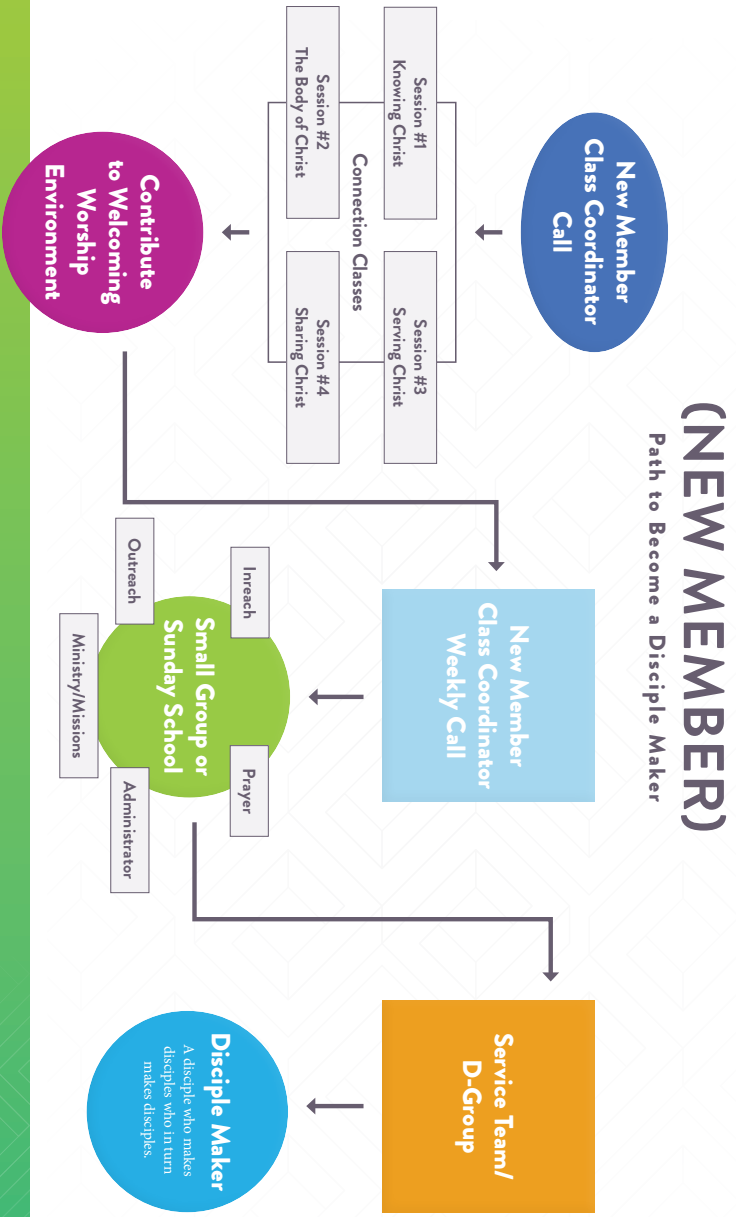 (NEW MEMBER)
Path to Become a Disciple Maker
New Member
Class Coordinator
Call
Session #1
Knowing Christ
Session #3
Serving Christ
Connection Classes
Session #2
The Body of Christ
Session #4
Sharing Christ
Contribute
to Welcoming
Worship
Environment
New Member
Class Coordinator
Weekly Call
Inreach
Prayer
Small Group or
Sunday School
Outreach
Administrator
Ministry/Missions
Service Team/
D-Group
Disciple Maker
A disciple who makes
disciples who in turn
makes disciples.